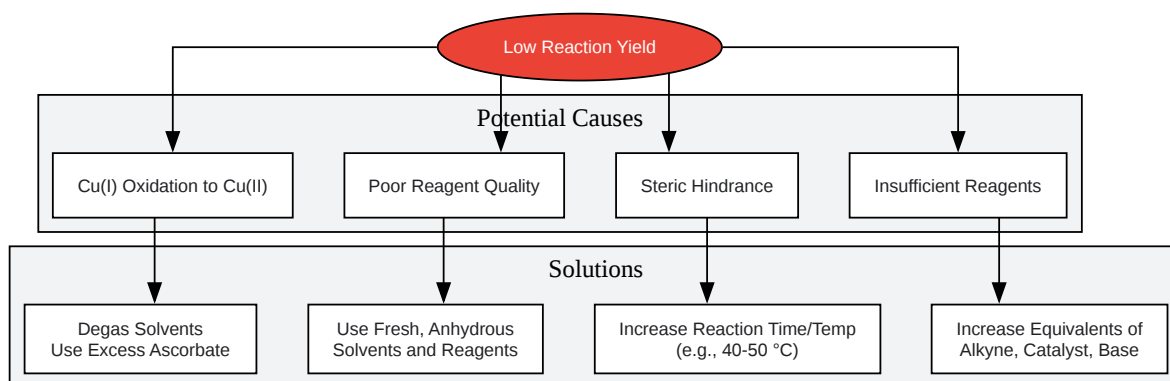 Low Reaction Yield
Potential Causes
Cu(I) Oxidation to Cu(II)
Poor Reagent Quality
Steric Hindrance
Insufficient Reagents
Solutions
Degas Solvents
Use Excess Ascorbate
Use Fresh, Anhydrous
Solvents and Reagents
Increase Reaction Time/Temp
(e.g., 40-50 °C)
Increase Equivalents of
Alkyne, Catalyst, Base